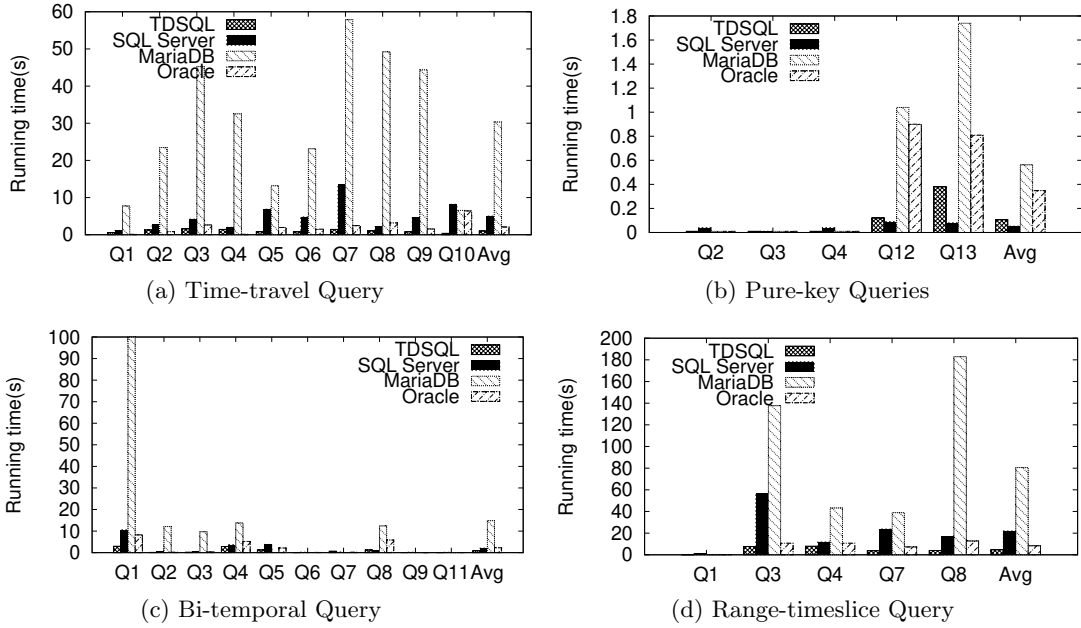 60
50
40
30
20
10
0
Running time(s)
TDSQL
SQL Server
MariaDB
Oracle
Q1 Q2 Q3 Q4 Q5 Q6 Q7 Q8 Q9 Q10 Avg
(a) Time-travel Query
1.8
1.6
1.4
1.2
1
0.8
0.6
0.4
0.2
0
Running time(s)
TDSQL
SQL Server
MariaDB
Oracle
Q2 Q3 Q4 Q12 Q13 Avg
(b) Pure-key Queries
100
90
80
70
60
50
40
30
20
10
0
Running time(s)
TDSQL
SQL Server
MariaDB
Oracle
Q1 Q2 Q3 Q4 Q5 Q6 Q7 Q8 Q9 Q11 Avg
(c) Bi-temporal Query
200
180
160
140
120
100
80
60
40
20
0
Running time(s)
TDSQL
SQL Server
MariaDB
Oracle
Q1 Q3 Q4 Q7 Q8 Avg
(d) Range-timeslice Query